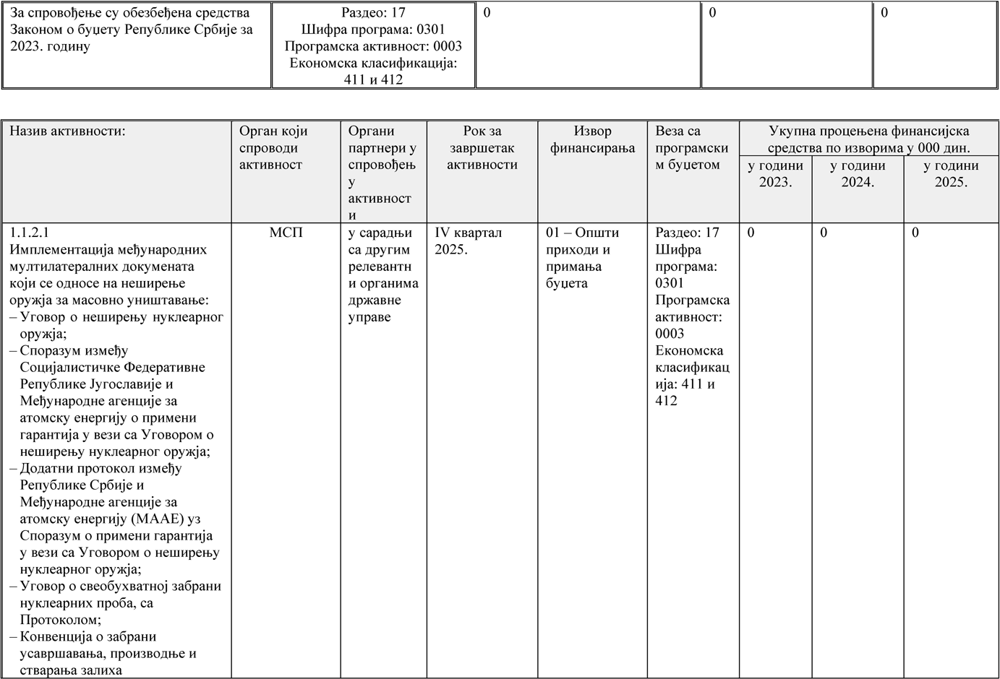 За спровођење су обезбеђена средства
Законом о буџету Републике Србије за
2023. годину
Раздео: 17
Шифра програма: 0301
Програмска активност: 0003
Економска класификација:
411 и 412
0
0
0
Назив активности:
Орган који
спроводи
активност
Органи
партнери у
спровођењ
у
активност
и
Рок за
завршетак
активности
Извор
финансирања
Веза са
програмски
м буџетом
Укупна процењена финансијска
средства по изворима у 000 дин.
у години
2023.
у години
2024.
у години
2025.
1.1.2.1
Имплементација међународних
мултилатералних докумената
који се односе на неширење
оружја за масовно уништавање:
– Уговор о неширењу нуклеарног
оружја;
– Споразум између
Социјалистичке Федеративне
Републике Југославије и
Међународне агенције за
атомску енергију о примени
гарантија у вези са Уговором о
неширењу нуклеарног оружја;
– Додатни протокол између
Републике Србије и
Међународне агенције за
атомску енергију (МААЕ) уз
Споразум о примени гарантија
у вези са Уговором о неширењу
нуклеарног оружја;
– Уговор о свеобухватној забрани
нуклеарних проба, са
Протоколом;
– Конвенција о забрани
усавршавања, производње и
стварања залиха
МСП
у сарадњи
са другим
релевантн
и органима
државне
управе
IV квартал
2025.
01 – Општи
приходи и
примања
буџета
Раздео: 17
Шифра
програма:
0301
Програмска
активност:
0003
Економска
класификац
ија: 411 и
412
0
0
0